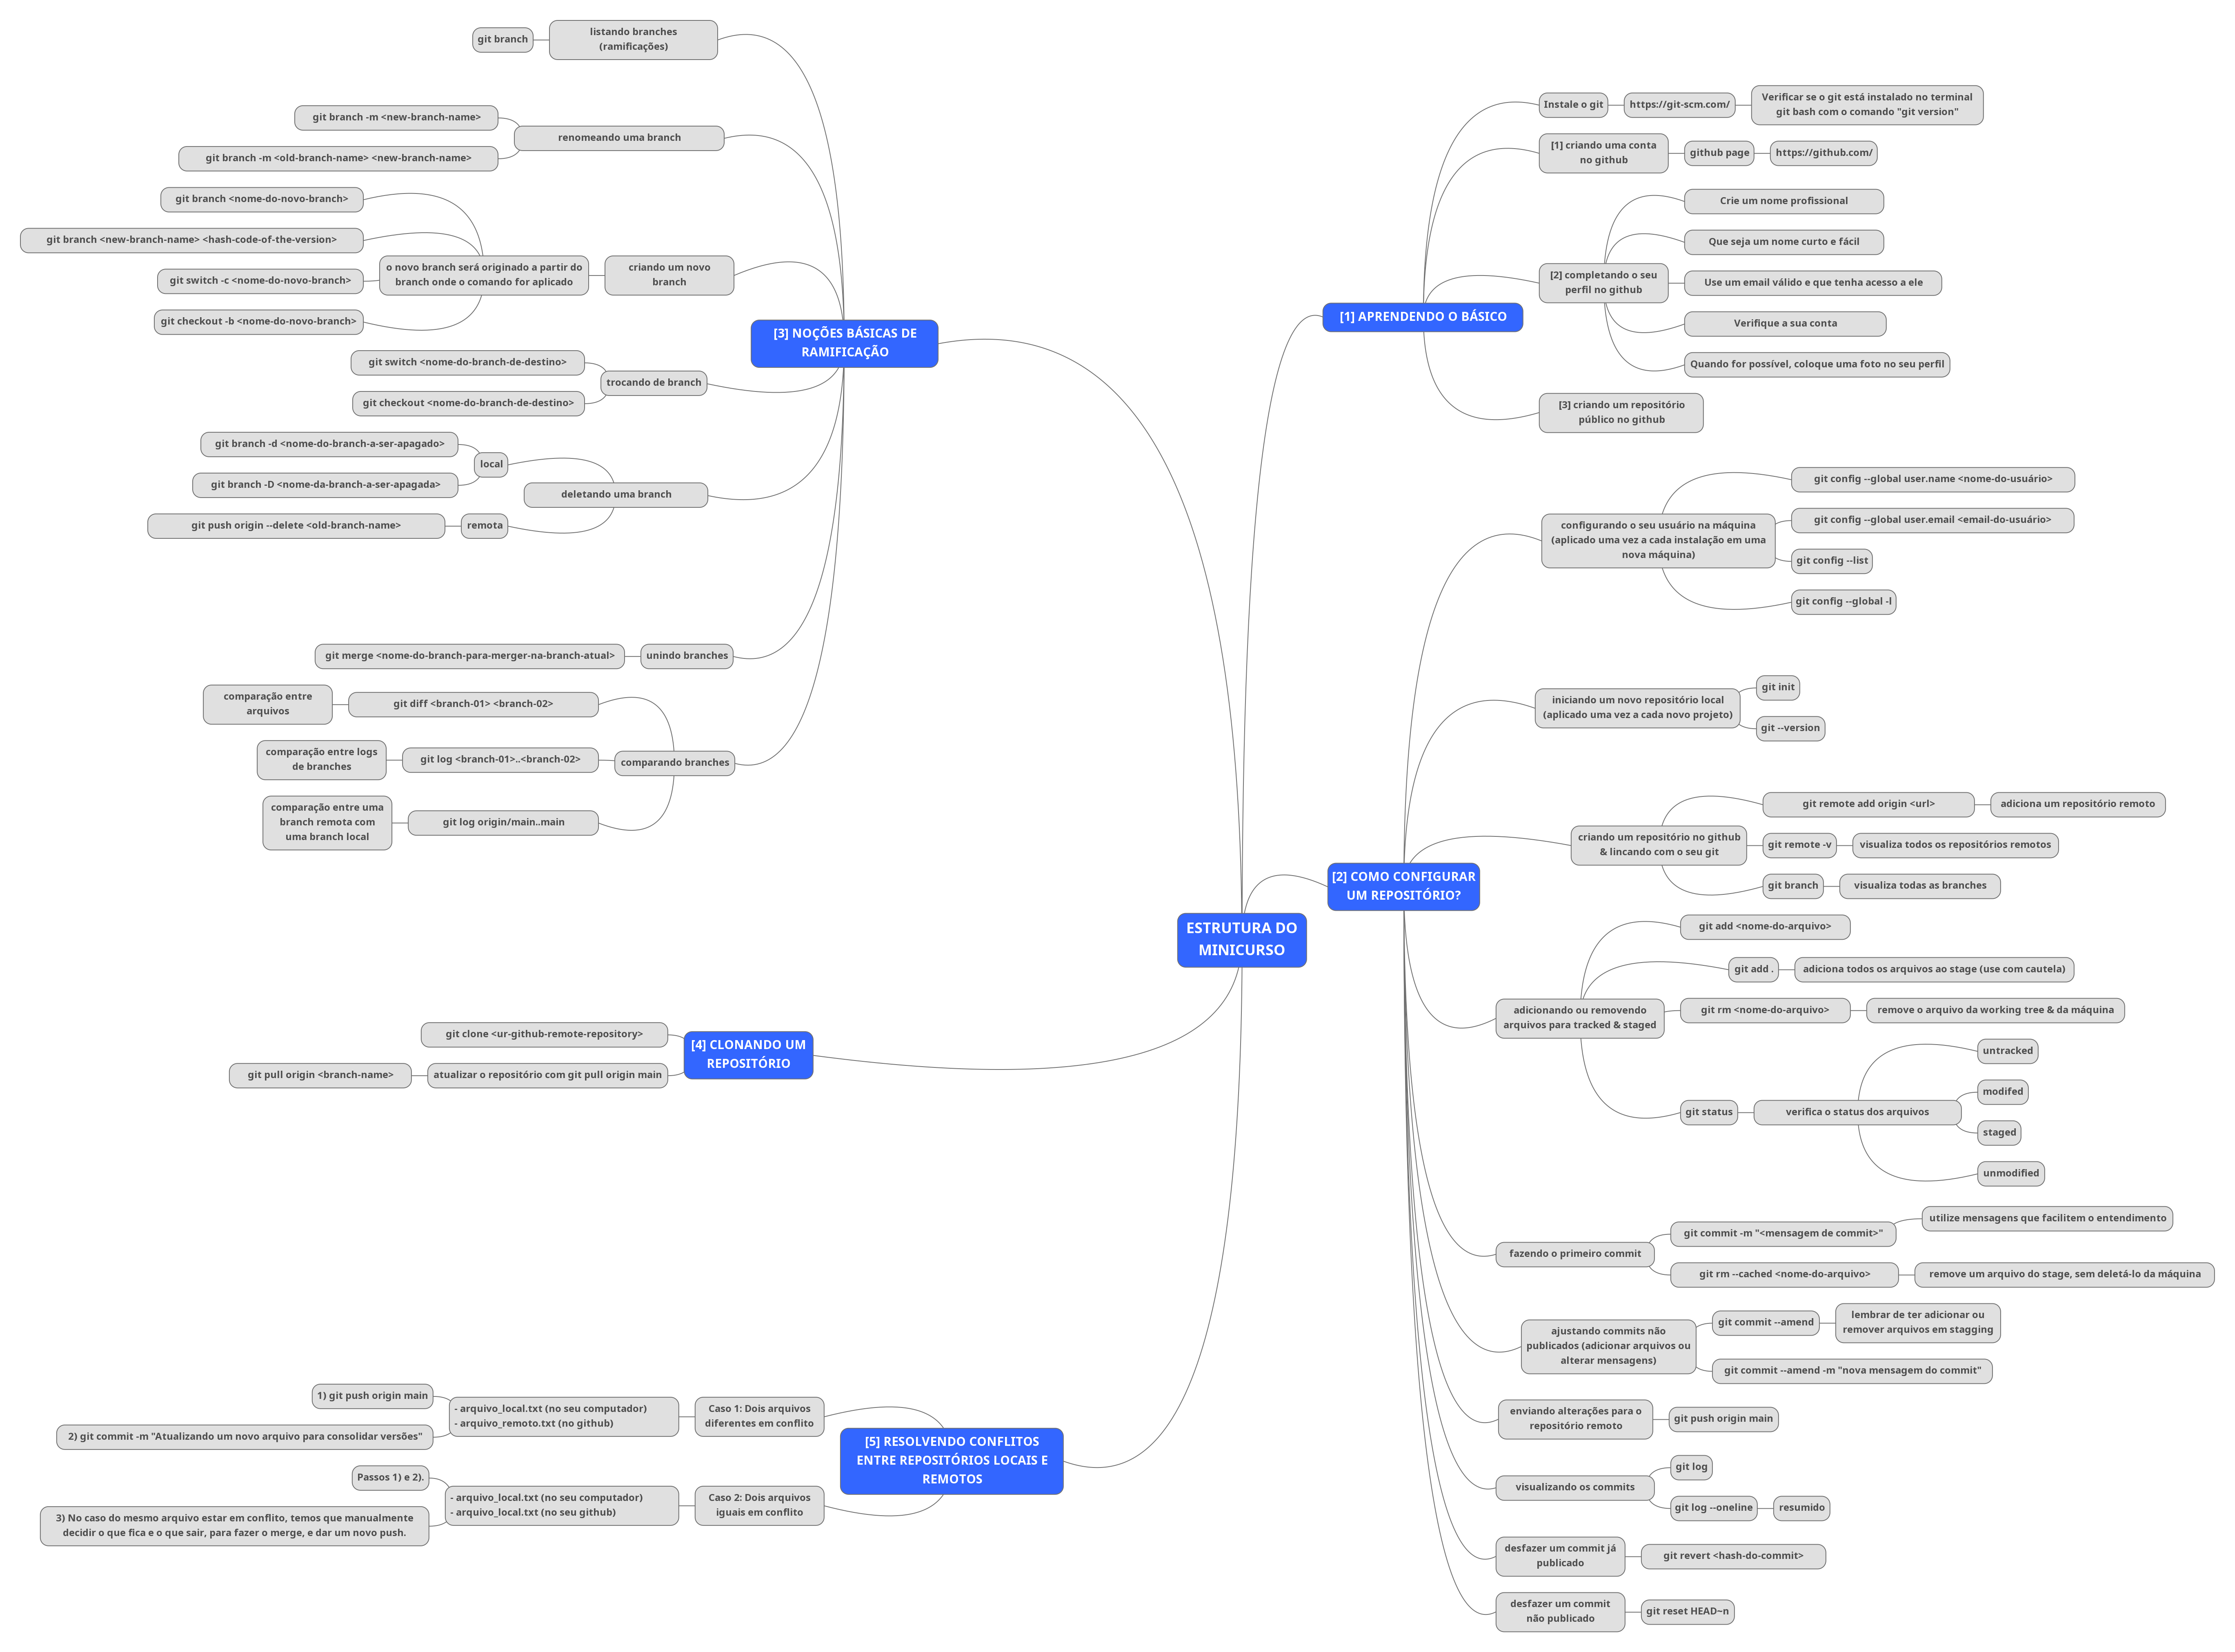 ESTRUTURA DO
MINICURSO
[1] APRENDENDO O BÁSICO
Instale o git
https://git-scm.com/
Verificar se o git está instalado no terminal
git bash com o comando "git version"
[1] criando uma conta
no github
github page
https://github.com/
[2] completando o seu
perfil no github
Crie um nome profissional
Que seja um nome curto e fácil
Use um email válido e que tenha acesso a ele
Verifique a sua conta
Quando for possível, coloque uma foto no seu perfil
[3] criando um repositório
público no github
[2] COMO CONFIGURAR
UM REPOSITÓRIO?
configurando o seu usuário na máquina
(aplicado uma vez a cada instalação em uma
nova máquina)
git config --global user.name <nome-do-usuário>
git config --global user.email <email-do-usuário>
git config --list
git config --global -l
iniciando um novo repositório local
(aplicado uma vez a cada novo projeto)
git init
git --version
criando um repositório no github
& lincando com o seu git
git remote add origin <url>
adiciona um repositório remoto
git remote -v
visualiza todos os repositórios remotos
git branch
visualiza todas as branches
adicionando ou removendo
arquivos para tracked & staged
git add <nome-do-arquivo>
git add .
adiciona todos os arquivos ao stage (use com cautela)
git rm <nome-do-arquivo>
remove o arquivo da working tree & da máquina
git status
verifica o status dos arquivos
untracked
modifed
staged
unmodified
fazendo o primeiro commit
git commit -m "<mensagem de commit>"
utilize mensagens que facilitem o entendimento
git rm --cached <nome-do-arquivo>
remove um arquivo do stage, sem deletá-lo da máquina
ajustando commits não
publicados (adicionar arquivos ou
alterar mensagens)
git commit --amend
lembrar de ter adicionar ou
remover arquivos em stagging
git commit --amend -m "nova mensagem do commit"
enviando alterações para o
repositório remoto
git push origin main
visualizando os commits
git log
git log --oneline
resumido
desfazer um commit já
publicado
git revert <hash-do-commit>
desfazer um commit
não publicado
git reset HEAD~n
[3] NOÇÕES BÁSICAS DE
RAMIFICAÇÃO
listando branches
(ramificações)
git branch
renomeando uma branch
git branch -m <new-branch-name>
git branch -m <old-branch-name> <new-branch-name>
criando um novo
branch
o novo branch será originado a partir do
branch onde o comando for aplicado
git branch <nome-do-novo-branch>
git branch <new-branch-name> <hash-code-of-the-version>
git switch -c <nome-do-novo-branch>
git checkout -b <nome-do-novo-branch>
trocando de branch
git switch <nome-do-branch-de-destino>
git checkout <nome-do-branch-de-destino>
deletando uma branch
local
git branch -d <nome-do-branch-a-ser-apagado>
git branch -D <nome-da-branch-a-ser-apagada>
remota
git push origin --delete <old-branch-name>
unindo branches
git merge <nome-do-branch-para-merger-na-branch-atual>
comparando branches
git diff <branch-01> <branch-02>
comparação entre
arquivos
git log <branch-01>..<branch-02>
comparação entre logs
de branches
git log origin/main..main
comparação entre uma
branch remota com
uma branch local
[4] CLONANDO UM
REPOSITÓRIO
git clone <ur-github-remote-repository>
atualizar o repositório com git pull origin main
git pull origin <branch-name>
[5] RESOLVENDO CONFLITOS
ENTRE REPOSITÓRIOS LOCAIS E
REMOTOS
Caso 1: Dois arquivos
diferentes em conflito
- arquivo_local.txt (no seu computador)
- arquivo_remoto.txt (no github)
1) git push origin main
2) git commit -m "Atualizando um novo arquivo para consolidar versões"
Caso 2: Dois arquivos
iguais em conflito
- arquivo_local.txt (no seu computador)
- arquivo_local.txt (no seu github)
Passos 1) e 2).
3) No caso do mesmo arquivo estar em conflito, temos que manualmente
decidir o que fica e o que sair, para fazer o merge, e dar um novo push.